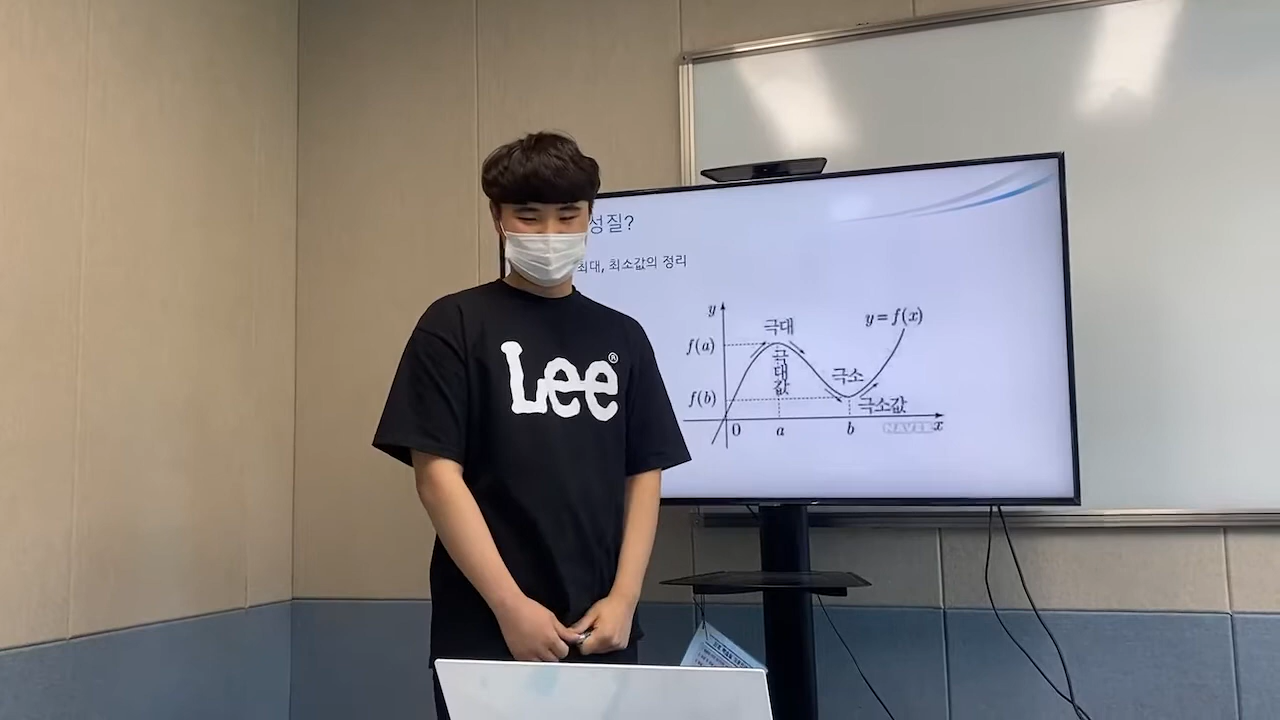 성질?
최대, 최소값의 정리
Lee®
y
극대
y=f(x)
f(a)
극대값
극소
f(b)
극소값
0
a
b
NAVER
x